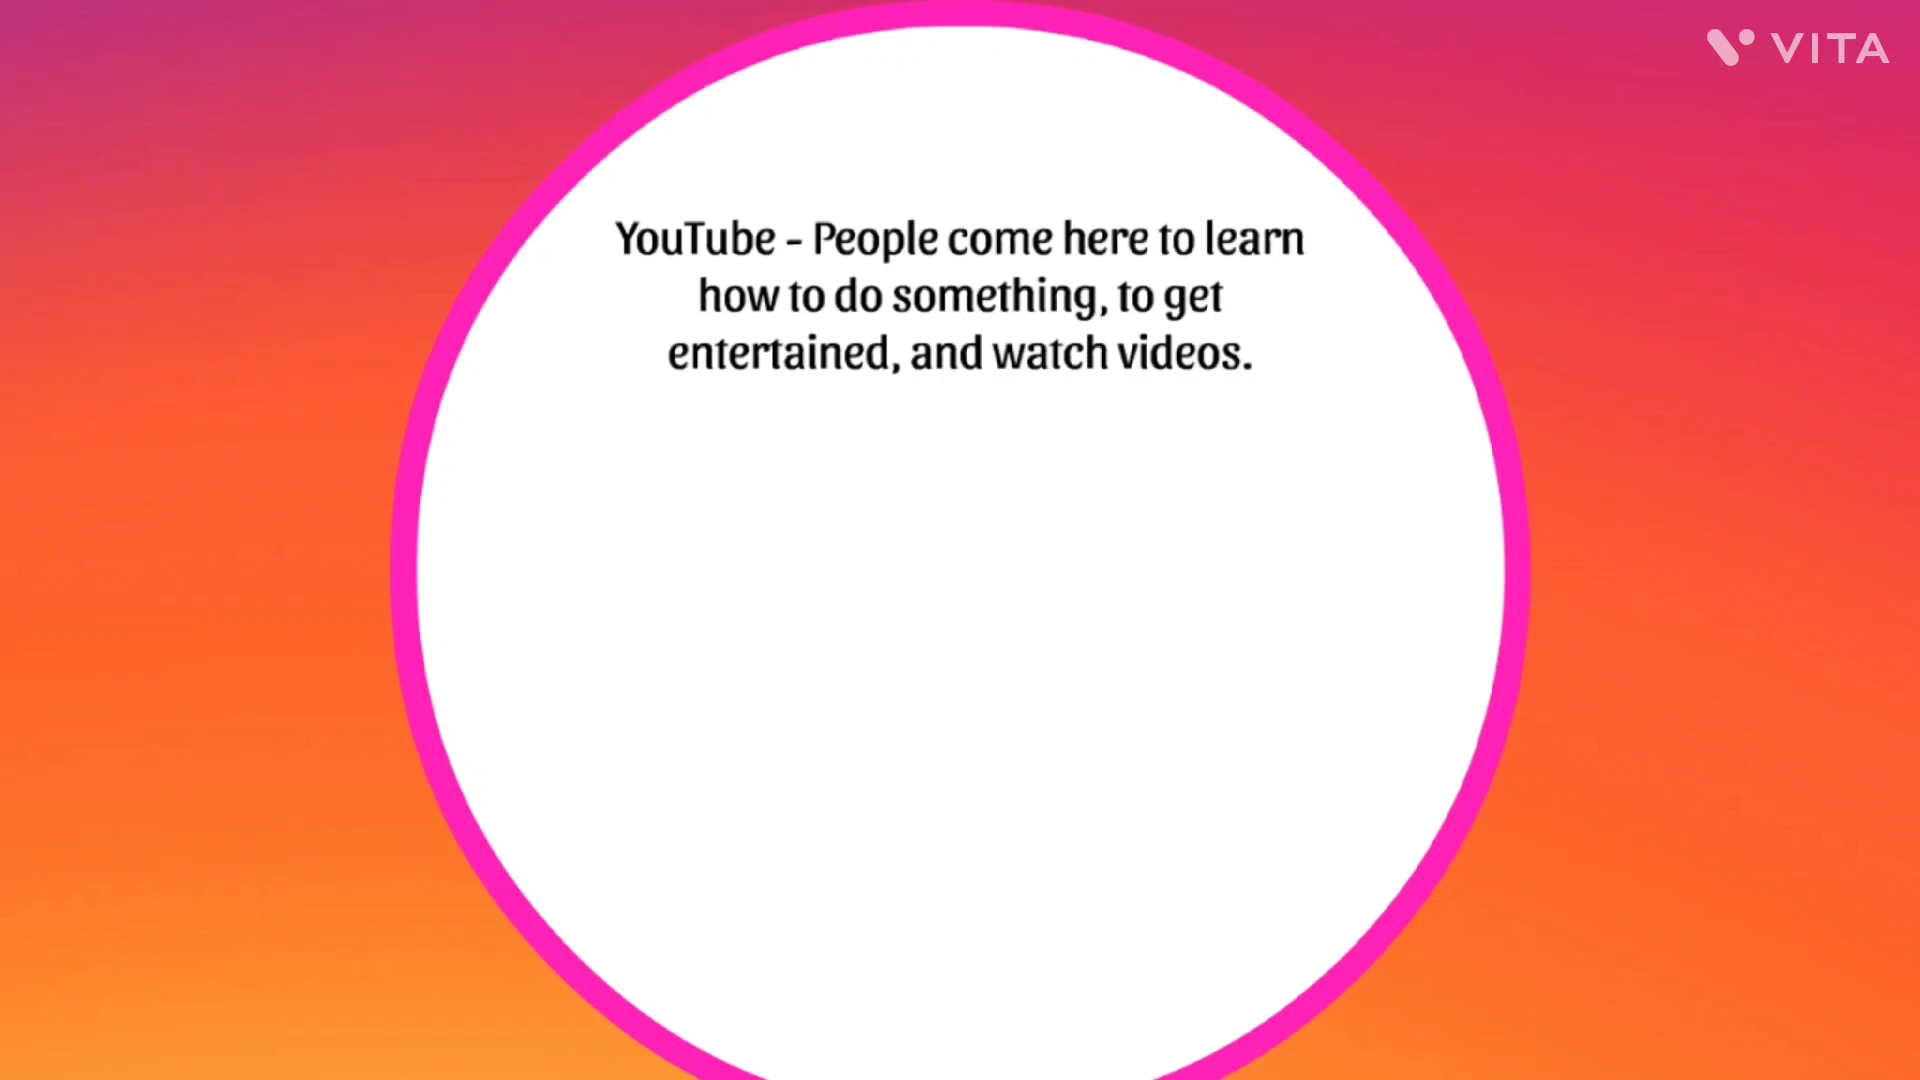 VITA
YouTube - People come here to learn
how to do something, to get
entertained, and watch videos.